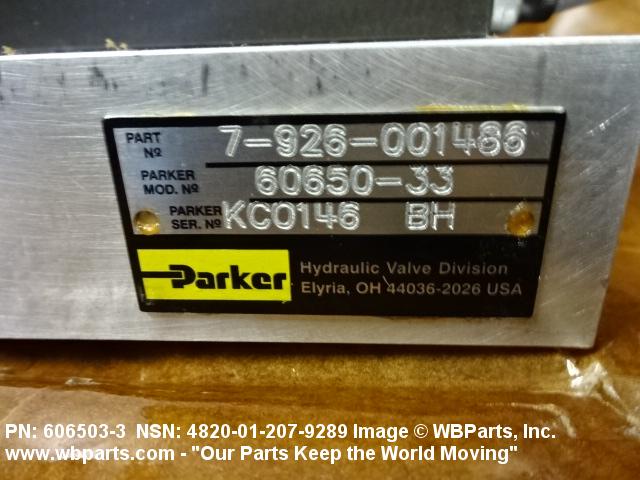 PART Nº 7-926-001486
PARKER MOD. Nº 60650-33
PARKER SER. Nº KC0146 BH
Parker
Hydraulic Valve Division
Elyria, OH 44036-2026 USA
PN: 606503-3 NSN: 4820-01-207-9289 Image © WBParts, Inc.
www.wbparts.com - "Our Parts Keep the World Moving"